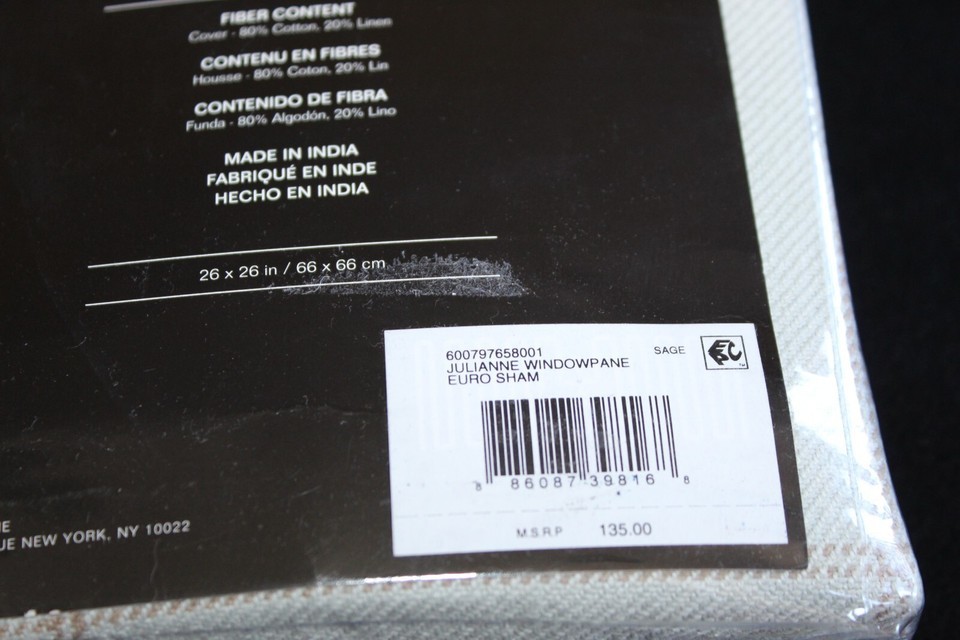 FIBER CONTENT
Cover - 80% Cotton, 20% Linen
CONTENU EN FIBRES
Housse - 80% Coton, 20% Lin
CONTENIDO DE FIBRA
Funda - 80% Algodón, 20% Lino
MADE IN INDIA
FABRIQUÉ EN INDE
HECHO EN INDIA
26 x 26 in / 66 x 66 cm
600797658001 SAGE
JULIANNE WINDOWPANE
EURO SHAM
8 86087 39816 8
M.S.R.P 135.00
UE NEW YORK, NY 10022